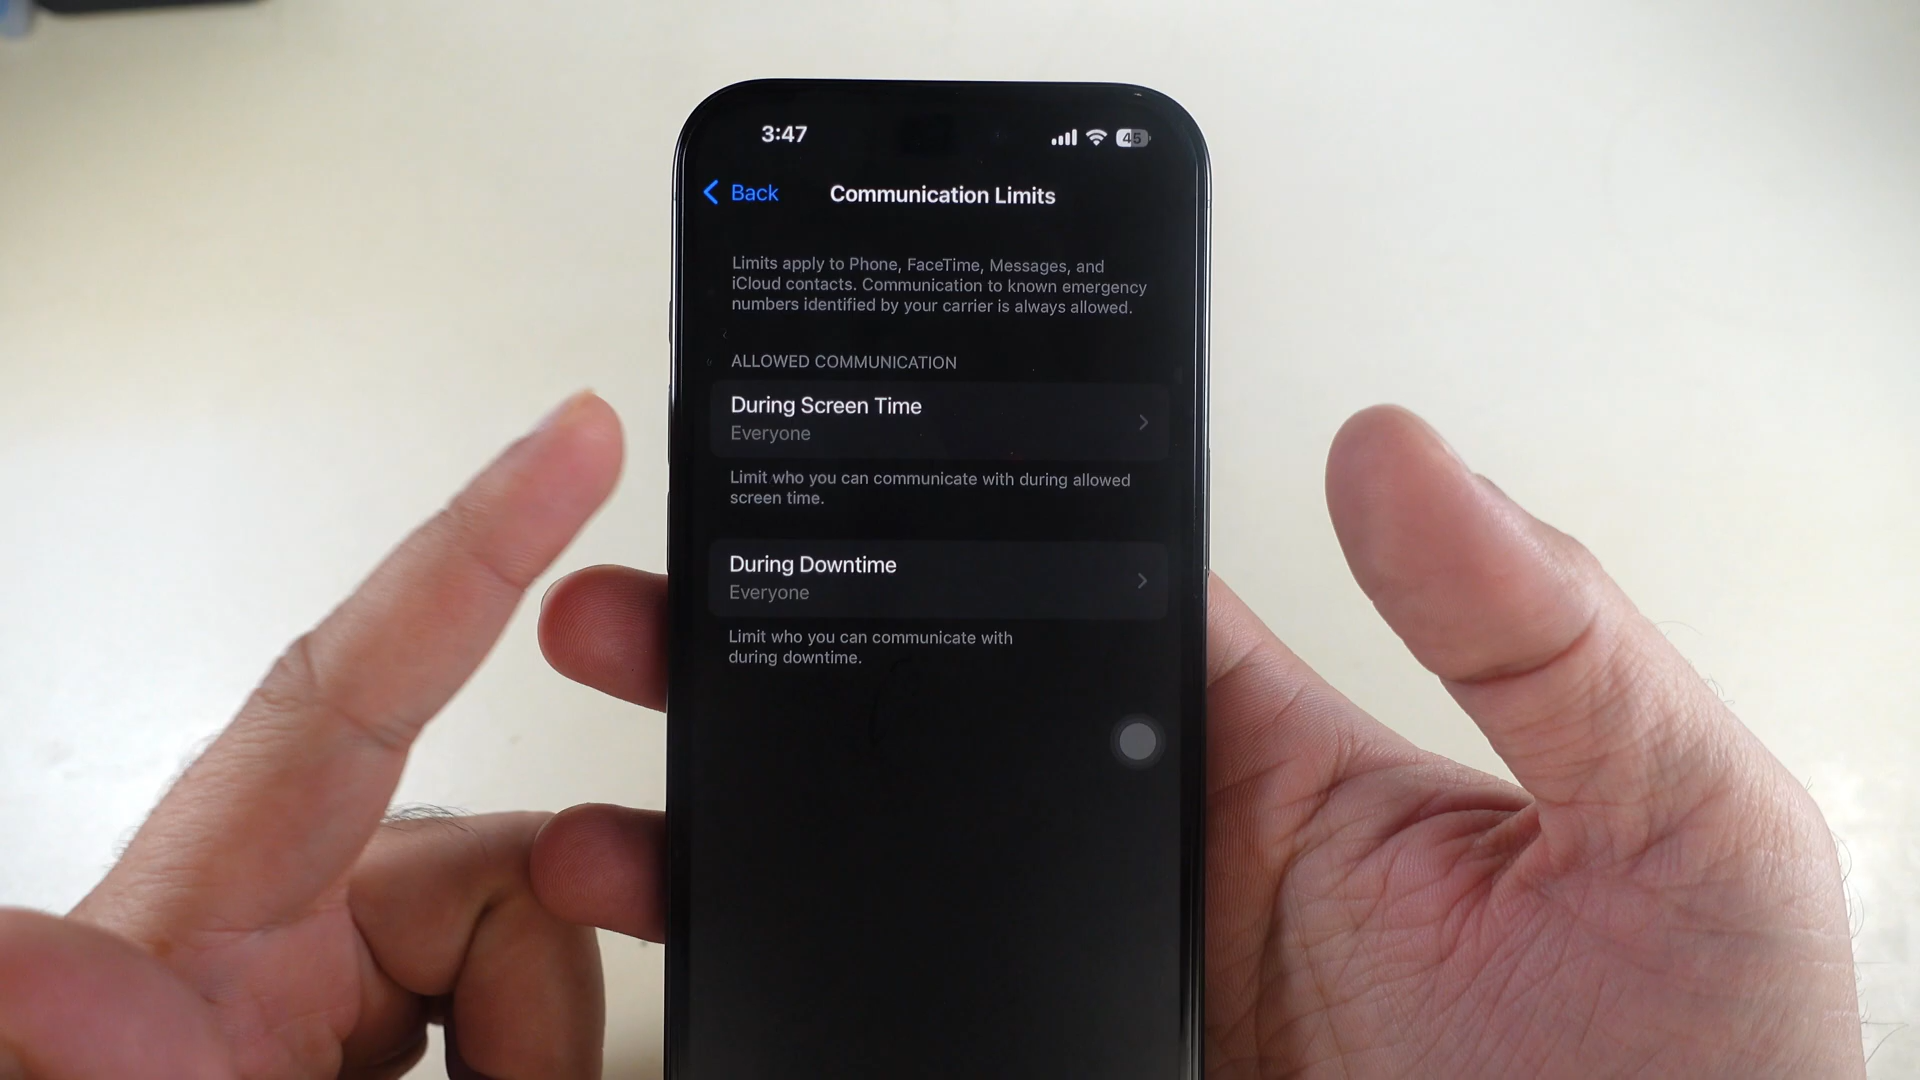 3:47
45
Back
Communication Limits
Limits apply to Phone, FaceTime, Messages, and
iCloud contacts. Communication to known emergency
numbers identified by your carrier is always allowed.
ALLOWED COMMUNICATION
During Screen Time
Everyone
Limit who you can communicate with during allowed
screen time.
During Downtime
Everyone
Limit who you can communicate with
during downtime.